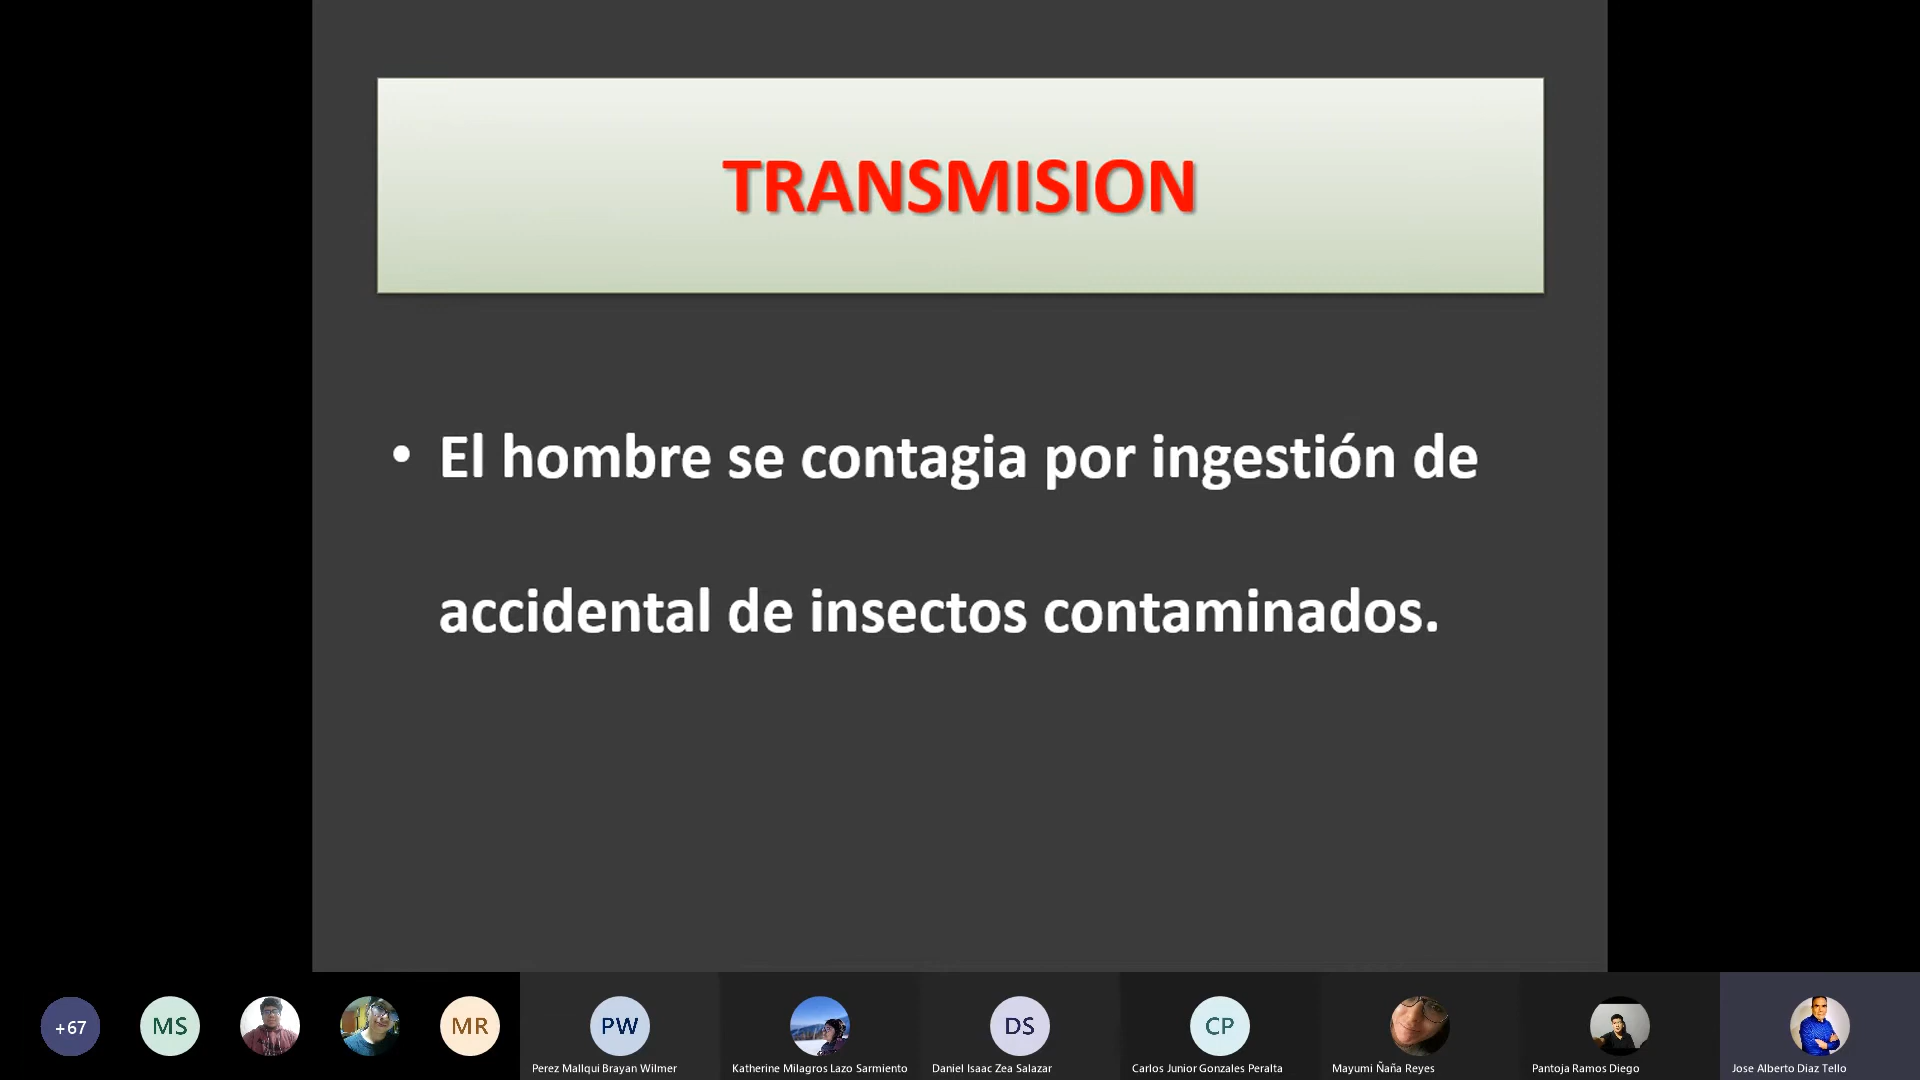 TRANSMISION
• El hombre se contagia por ingestión de
accidental de insectos contaminados.
+67
MS
MR
PW
DS
CP
Perez Mallqui Brayan Wilmer
Katherine Milagros Lazo Sarmiento
Daniel Isaac Zea Salazar
Carlos Junior Gonzales Peralta
Mayumi Ñaña Reyes
Pantoja Ramos Diego
Jose Alberto Diaz Tello